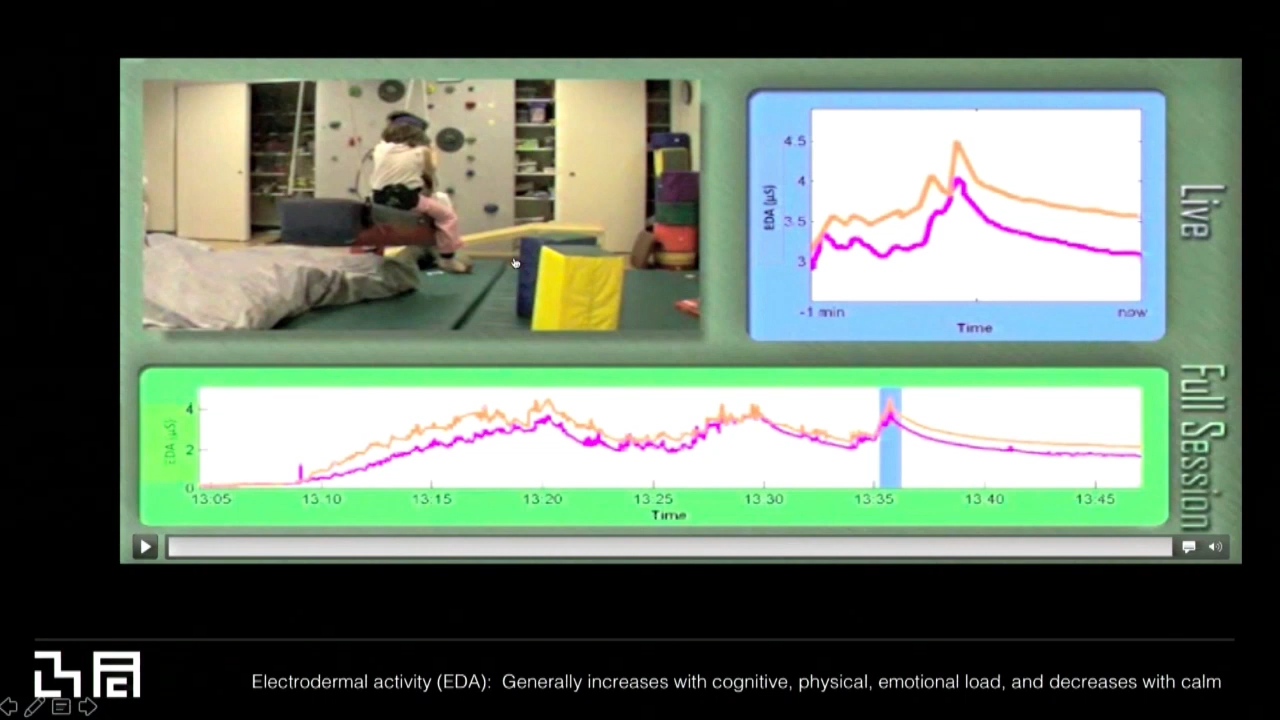 4.5
4
3.5
3
EDA (µS)
-1 min
now
Time
Live
4
2
0
EDA (µS)
13:05
13:10
13:15
13:20
13:25
13:30
13:35
13:40
13:45
Time
Full Session
Electrodermal activity (EDA): Generally increases with cognitive, physical, emotional load, and decreases with calm